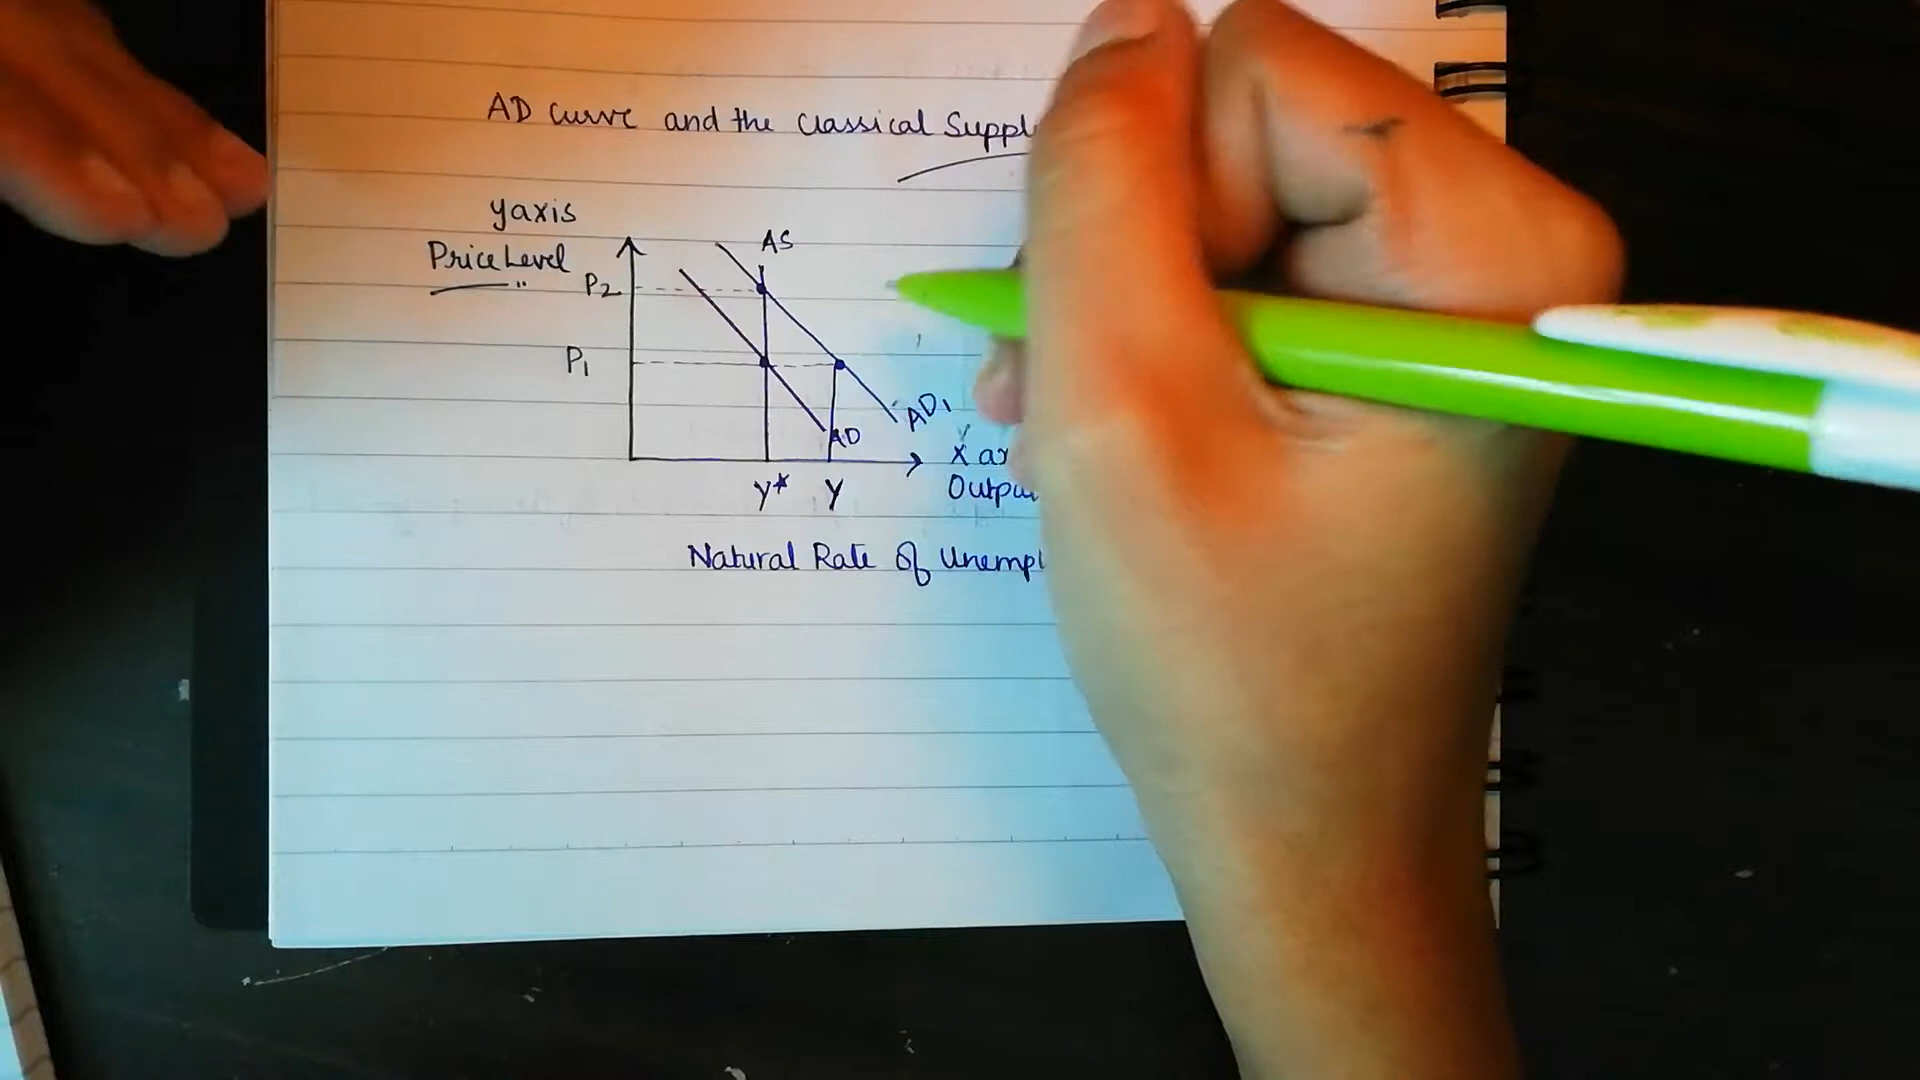 AD Curve and the Classical
y axis
Price Level
AS
P2
P1
AD1
AD
X
Y* Y
Natural Rate of